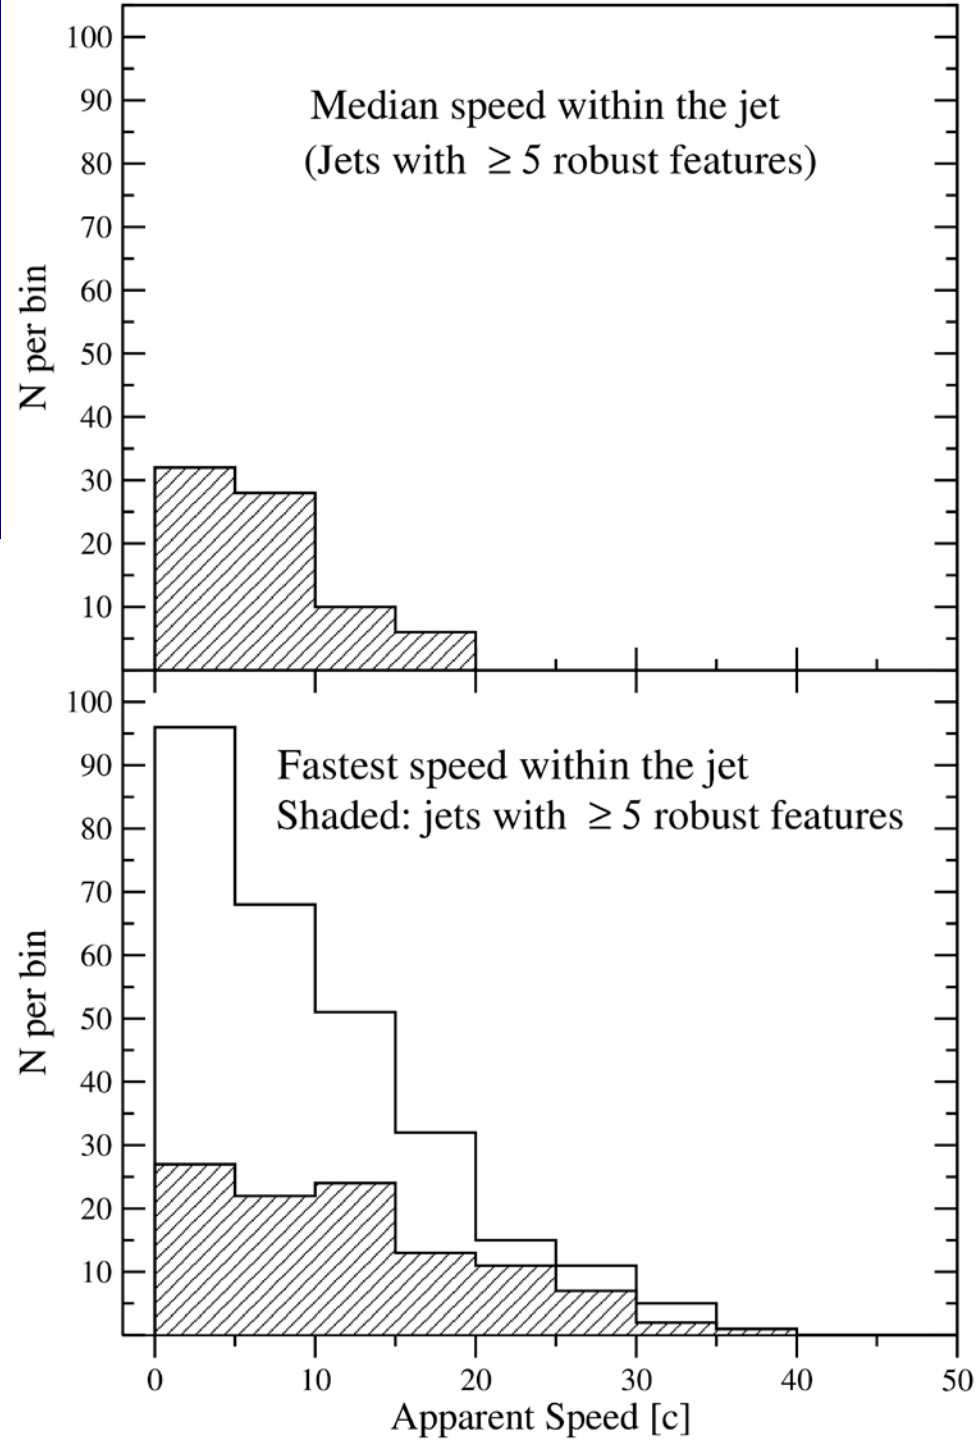 100
90
80
70
60
50
40
30
20
10
N per bin
Median speed within the jet
(Jets with ≥ 5 robust features)
100
90
80
70
60
50
40
30
20
10
N per bin
Fastest speed within the jet
Shaded: jets with ≥ 5 robust features
0 10 20 30 40 50
Apparent Speed [c]